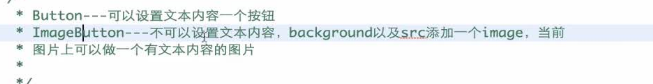 * Button---可以设置文本内容一个按钮
* ImageButton---不可以设置文本内容，background以及src添加一个image，当前
* 图片上可以做一个有文本内容的图片
*
*/